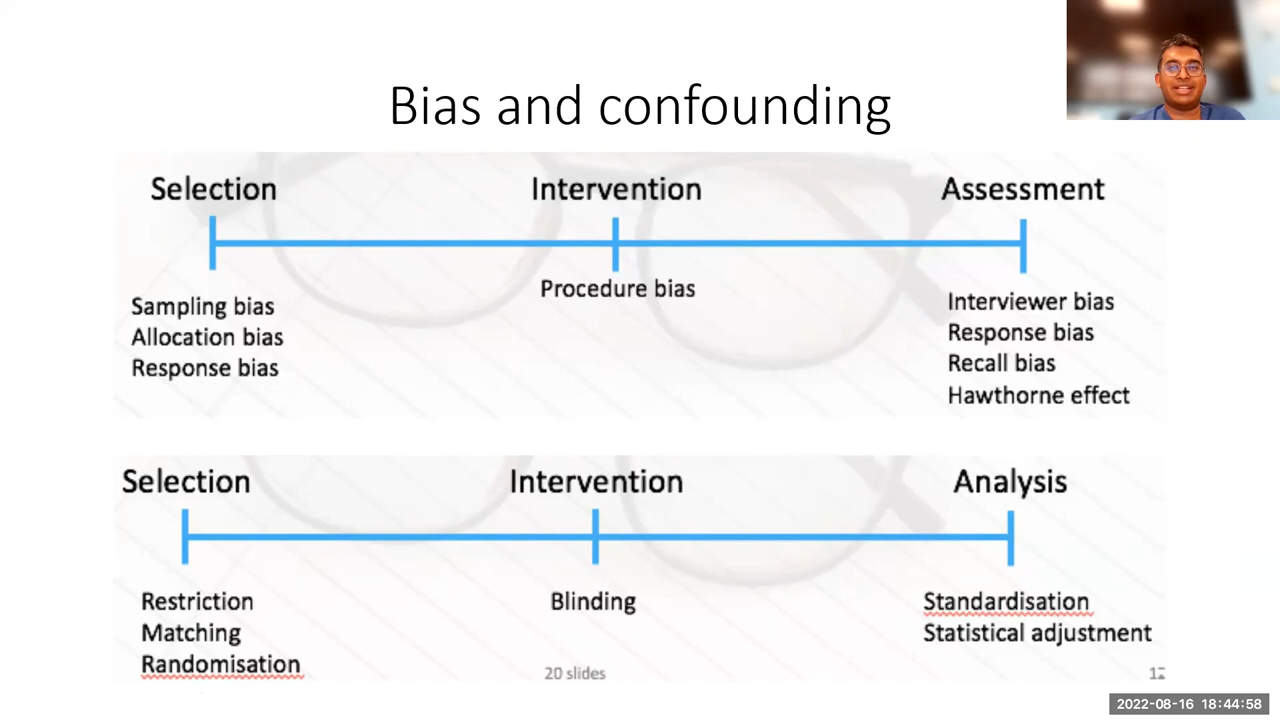 Bias and confounding
Selection
Intervention
Assessment
Sampling bias
Allocation bias
Response bias
Procedure bias
Interviewer bias
Response bias
Recall bias
Hawthorne effect
Selection
Intervention
Analysis
Restriction
Matching
Randomisation
Blinding
Standardisation
Statistical adjustment
20 slides
2022-08-16 18:44:58